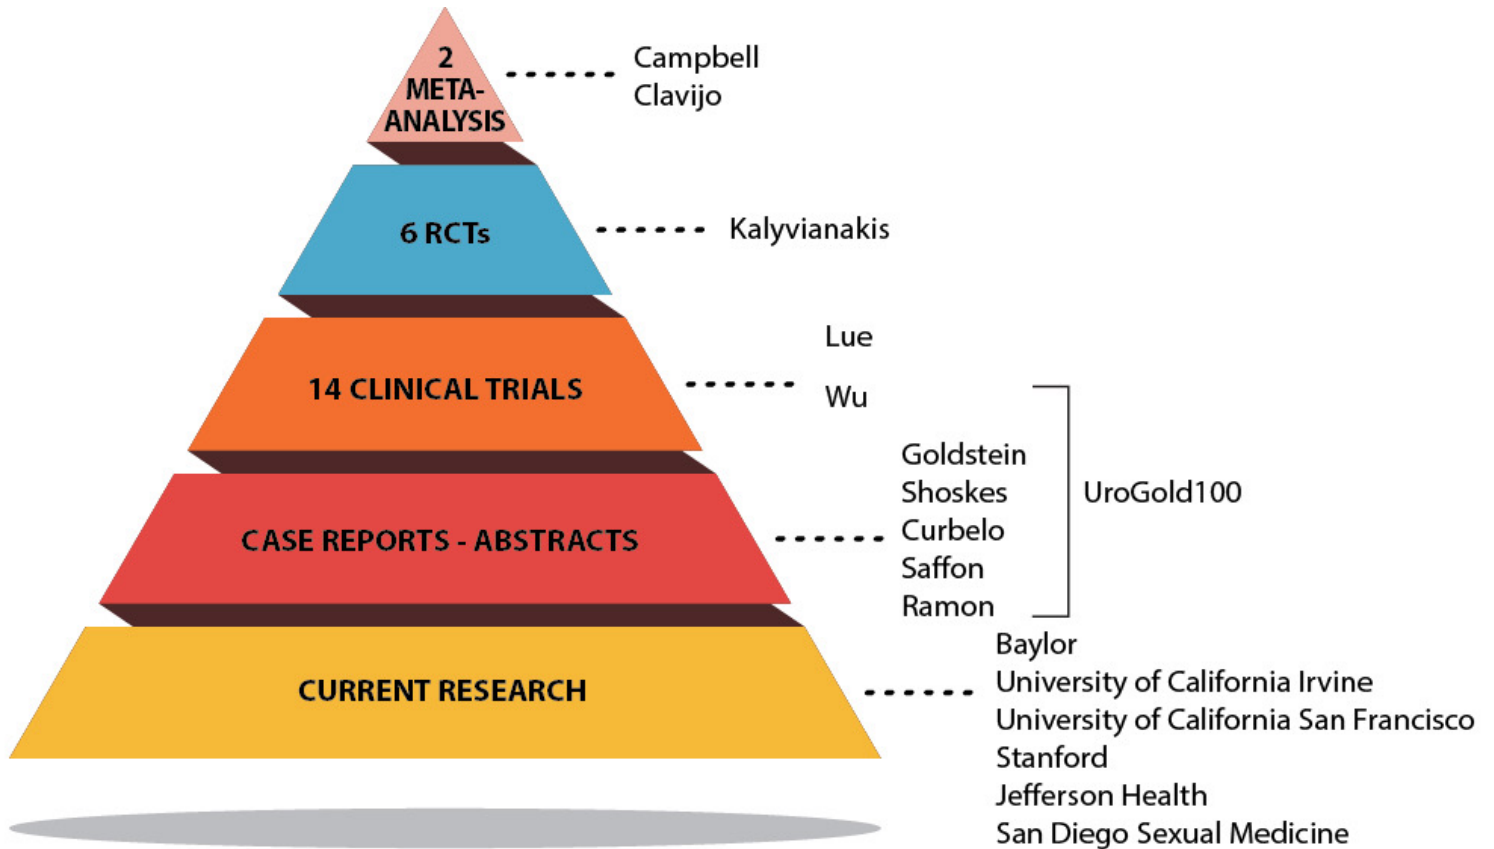 2
META-
ANALYSIS
Campbell
Clavijo
6 RCTs
Kalyvianakis
14 CLINICAL TRIALS
Lue
Wu
CASE REPORTS - ABSTRACTS
Goldstein
Shoskes
Curbelo
Saffon
Ramon
UroGold100
CURRENT RESEARCH
Baylor
University of California Irvine
University of California San Francisco
Stanford
Jefferson Health
San Diego Sexual Medicine